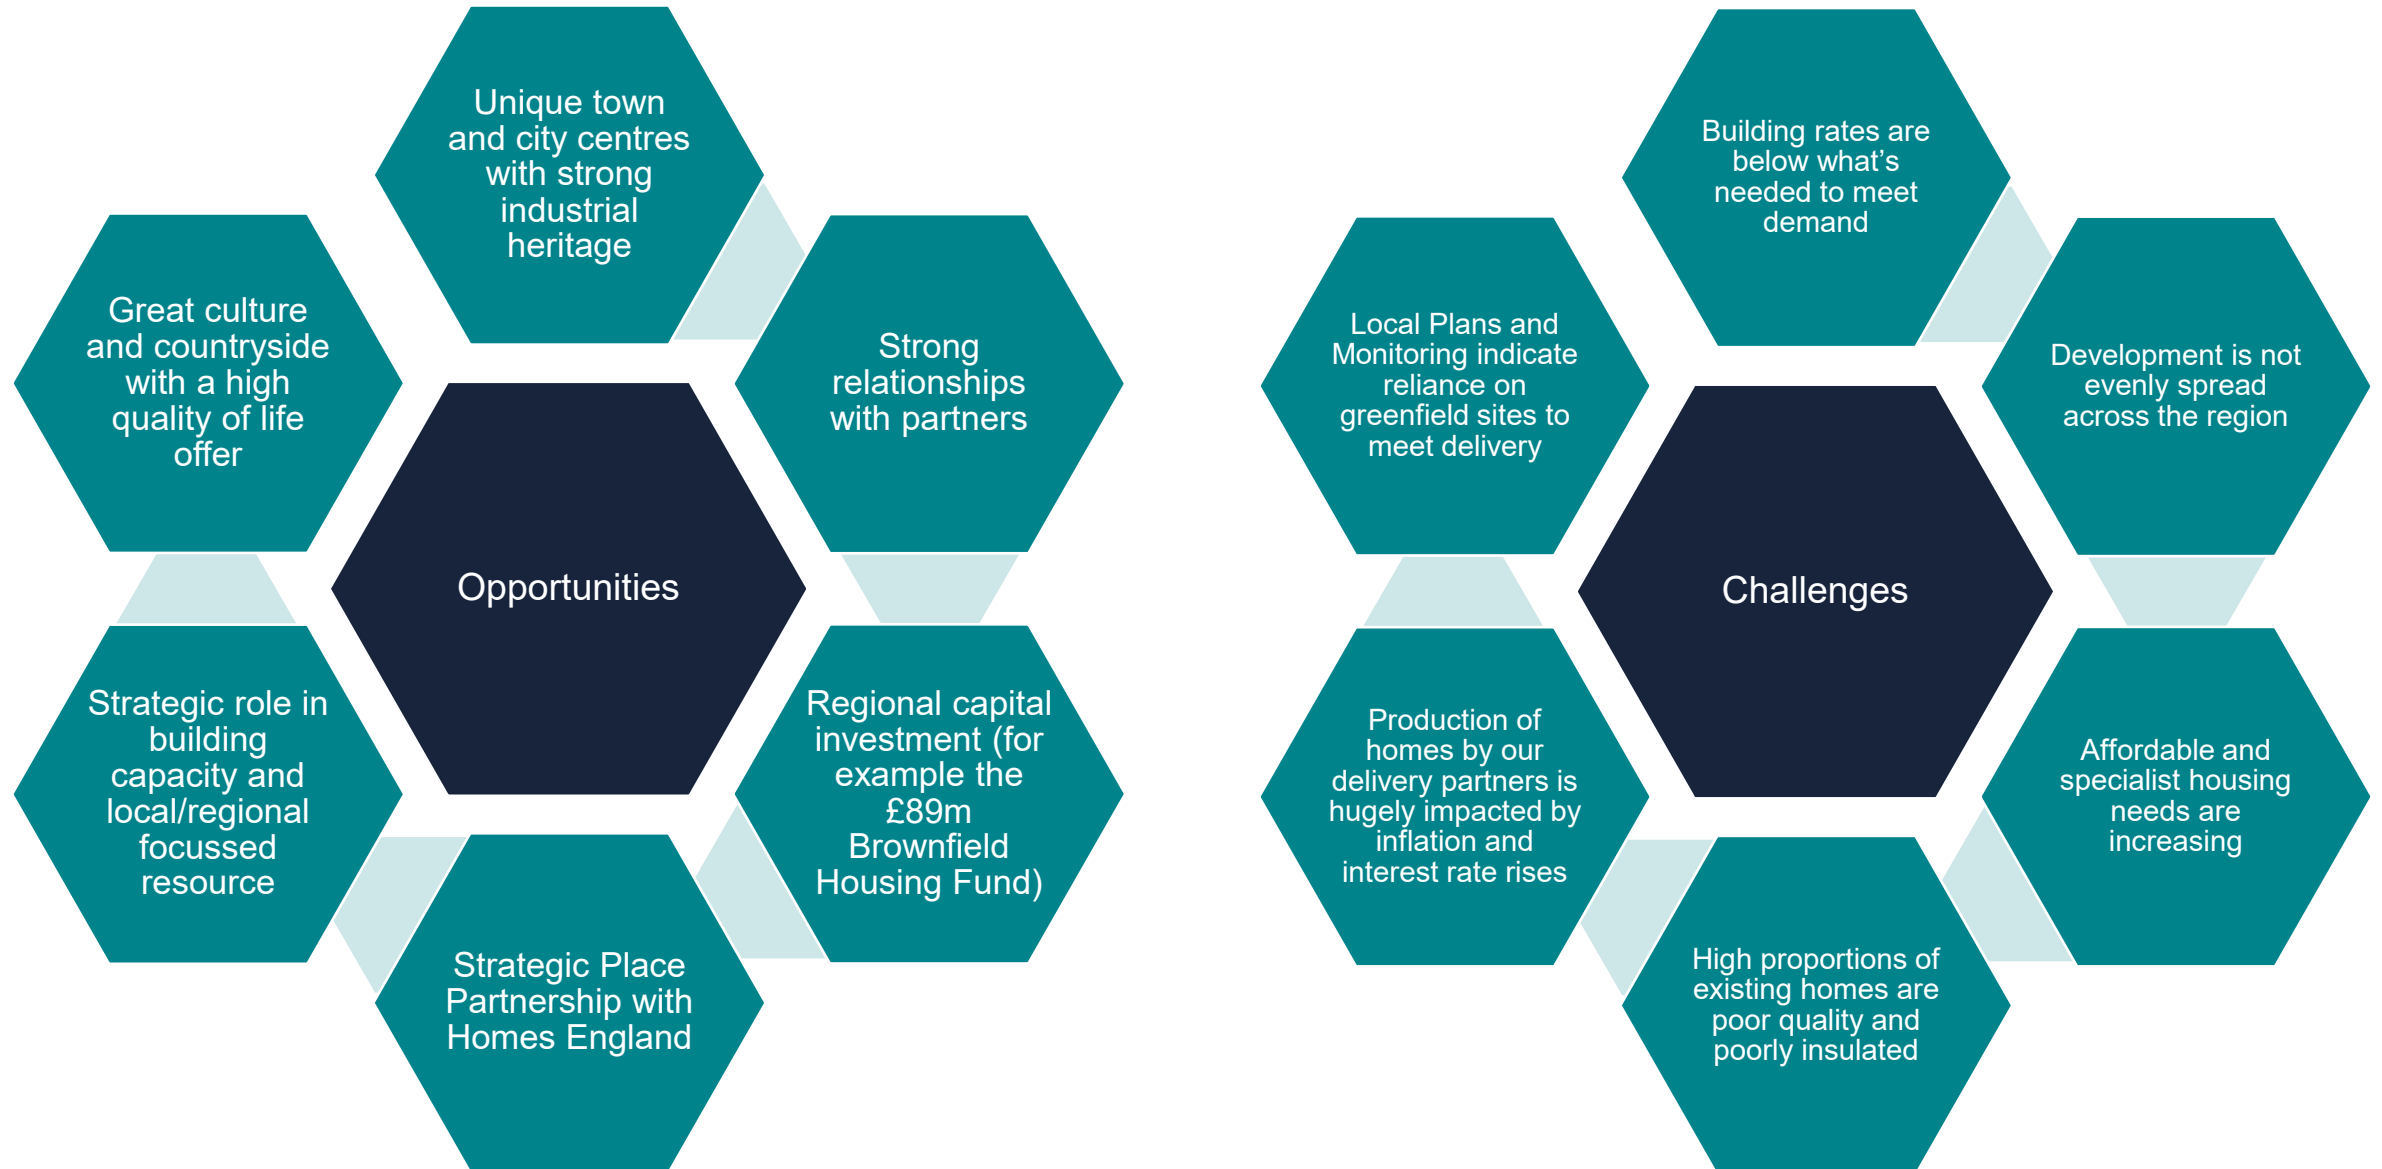 Unique town
and city centres
with strong
industrial
heritage
Strong
relationships
with partners
Regional capital
investment (for
example the
£89m
Brownfield
Housing Fund)
Strategic Place
Partnership with
Homes England
Strategic role in
building
capacity and
local/regional
focussed
resource
Great culture
and countryside
with a high
quality of life
offer
Opportunities
Building rates are
below what’s
needed to meet
demand
Development is not
evenly spread
across the region
Affordable and
specialist housing
needs are
increasing
High proportions of
existing homes are
poor quality and
poorly insulated
Production of
homes by our
delivery partners is
hugely impacted by
inflation and
interest rate rises
Local Plans and
Monitoring indicate
reliance on
greenfield sites to
meet delivery
Challenges